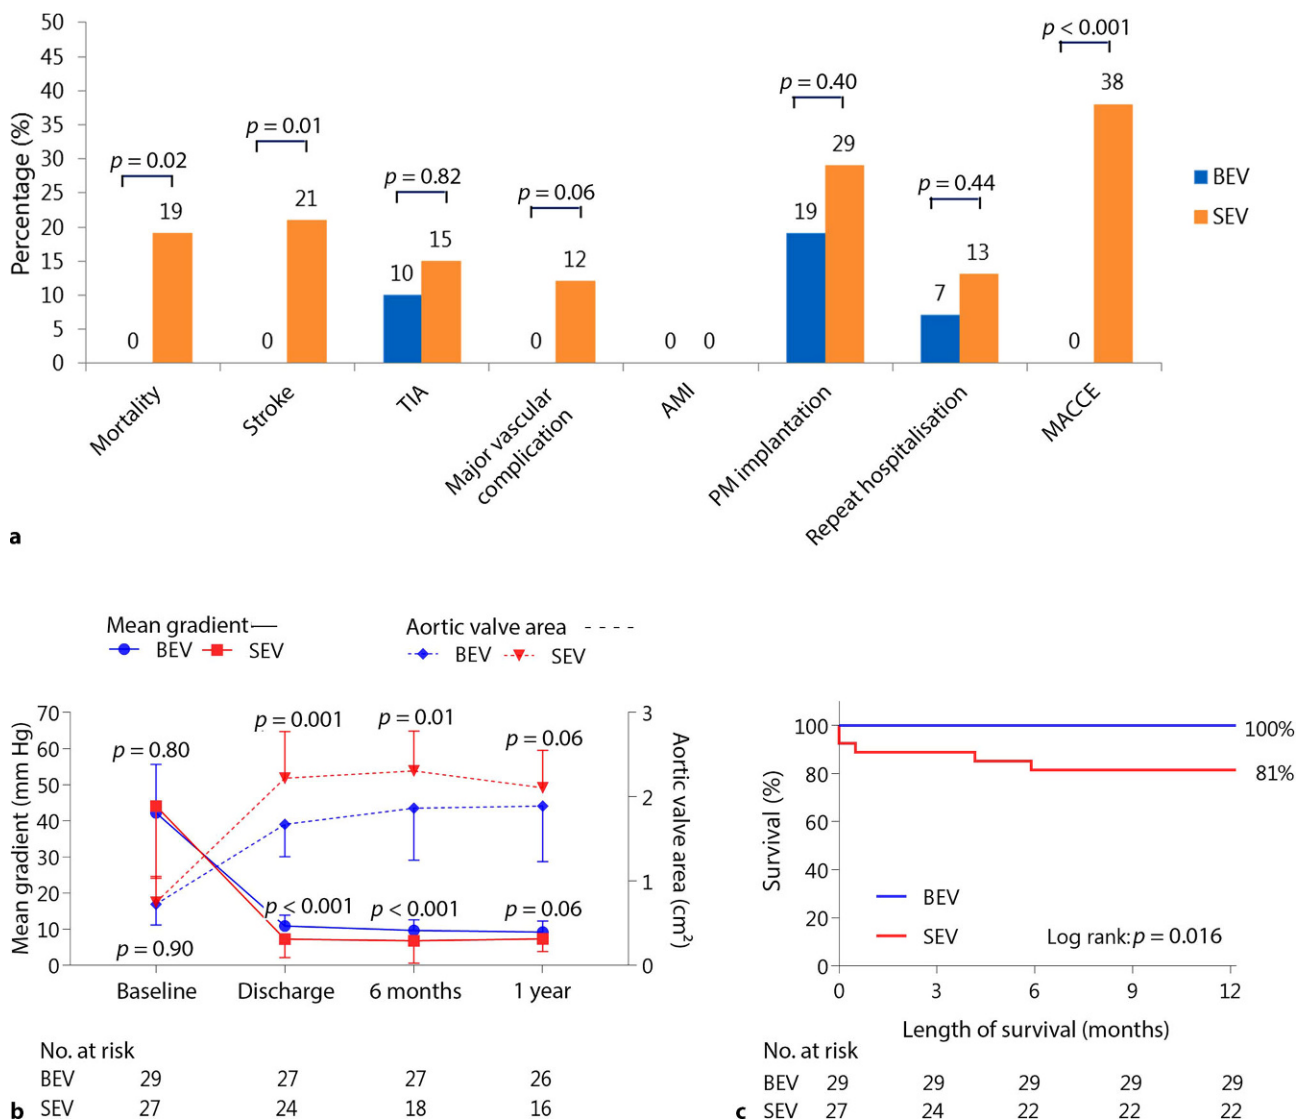 50
45
40
35
30
25
20
15
10
5
0
Percentage (%)
p = 0.02
19
0
p = 0.01
21
0
p = 0.82
10
15
p = 0.06
0
12
0
0
p = 0.40
19
29
p = 0.44
7
13
p < 0.001
0
38
BEV
SEV
Mortality
Stroke
TIA
Major vascular
complication
AMI
PM implantation
Repeat hospitalisation
MACCE
a
Mean gradient
BEV SEV
Aortic valve area
BEV SEV
70
60
50
40
30
20
10
0
Mean gradient (mm Hg)
p = 0.80
p = 0.001
p = 0.01
p = 0.06
p = 0.90
p < 0.001
p < 0.001
p = 0.06
3
2
1
0
Aortic valve area (cm²)
Baseline Discharge 6 months 1 year
No. at risk
BEV 29 27 27 26
SEV 27 24 18 16
b
100
80
60
40
20
0
Survival (%)
100%
81%
BEV
SEV
Log rank: p = 0.016
0 3 6 9 12
Length of survival (months)
No. at risk
BEV 29 29 29 29 29
SEV 27 24 22 22 22
c